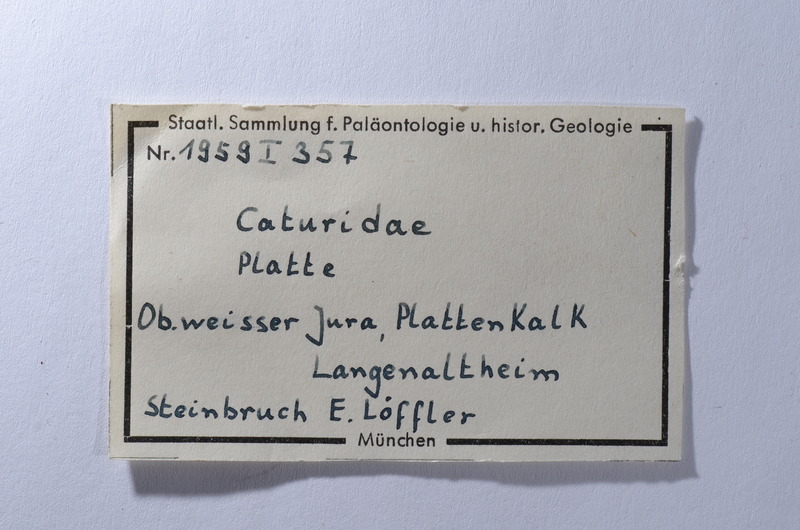 Staatl. Sammlung f. Paläontologie u. histor. Geologie
Nr. 1959 I 357
Caturidae
Platte
Ob. weisser Jura, Plattenkalk
Langenaltheim
Steinbruch E. Löffler
München